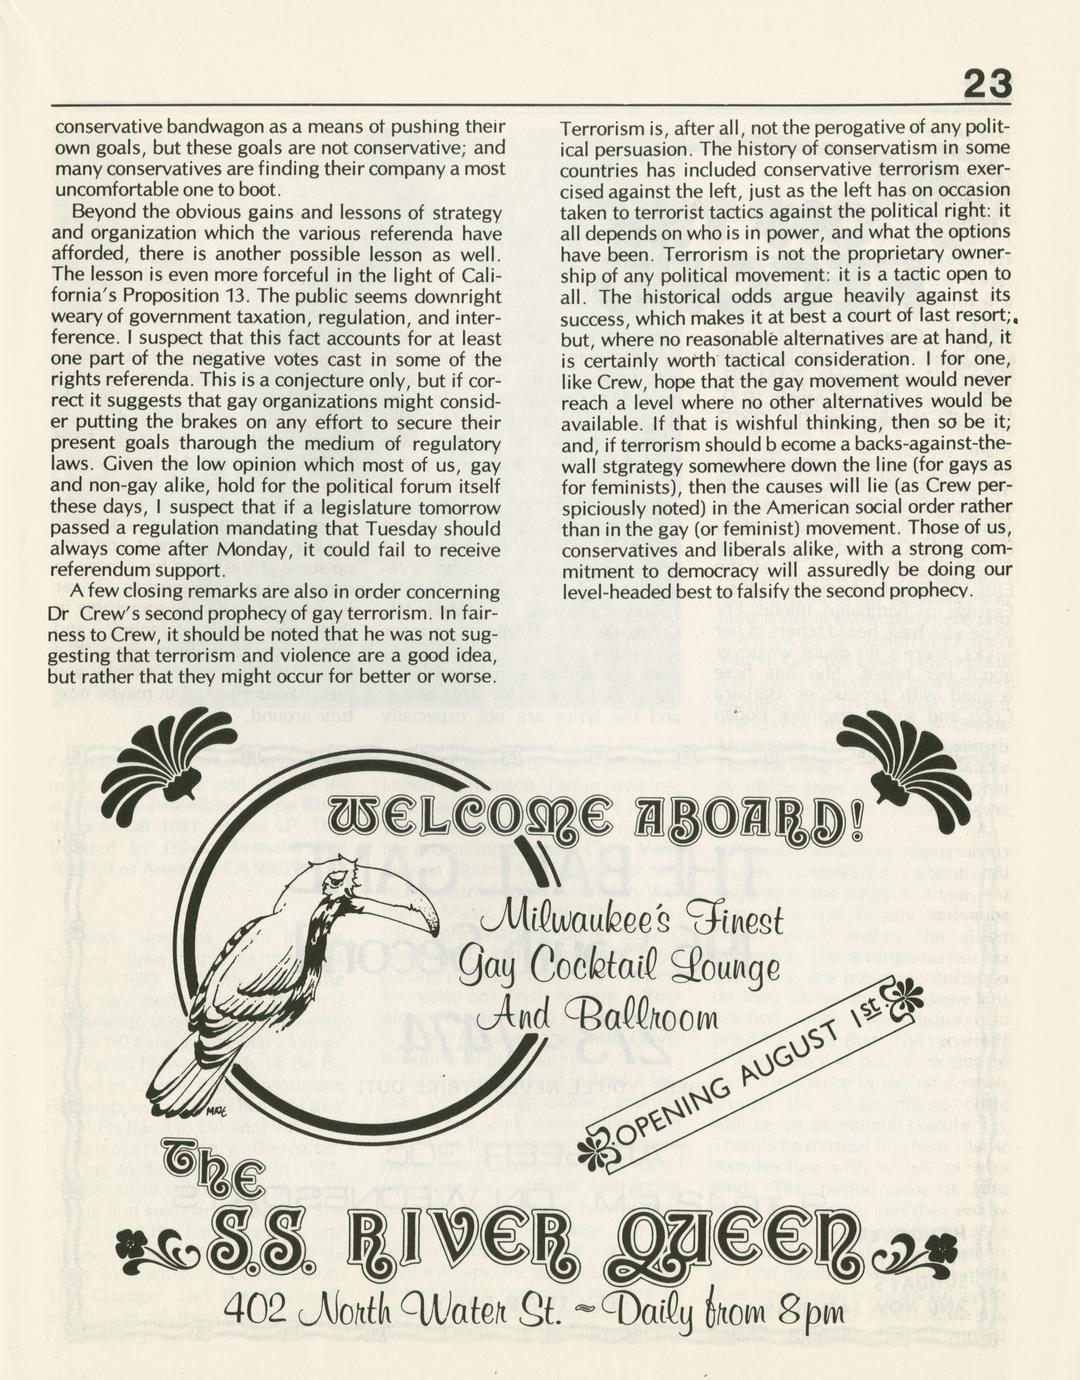 23
conservative bandwagon as a means of pushing their
own goals, but these goals are not conservative; and
many conservatives are finding their company a most
uncomfortable one to boot.
Beyond the obvious gains and lessons of strategy
and organization which the various referenda have
afforded, there is another possible lesson as well.
The lesson is even more forceful in the light of Cali-
fornia's Proposition 13. The public seems downright
weary of government taxation, regulation, and inter-
ference. I suspect that this fact accounts for at least
one part of the negative votes cast in some of the
rights referenda. This is a conjecture only, but if cor-
rect it suggests that gay organizations might consid-
er putting the brakes on any effort to secure their
present goals tharough the medium of regulatory
laws. Given the low opinion which most of us, gay
and non-gay alike, hold for the political forum itself
these days, I suspect that if a legislature tomorrow
passed a regulation mandating that Tuesday should
always come after Monday, it could fail to receive
referendum support.
A few closing remarks are also in order concerning
Dr Crew's second prophecy of gay terrorism. In fair-
ness to Crew, it should be noted that he was not sug-
gesting that terrorism and violence are a good idea,
but rather that they might occur for better or worse.
Terrorism is, after all, not the perogative of any polit-
ical persuasion. The history of conservatism in some
countries has included conservative terrorism exer-
cised against the left, just as the left has on occasion
taken to terrorist tactics against the political right: it
all depends on who is in power, and what the options
have been. Terrorism is not the proprietary owner-
ship of any political movement: it is a tactic open to
all. The historical odds argue heavily against its
success, which makes it at best a court of last resort;.
but, where no reasonable alternatives are at hand, it
is certainly worth tactical consideration. I for one,
like Crew, hope that the gay movement would never
reach a level where no other alternatives would be
available. If that is wishful thinking, then so be it;
and, if terrorism should b ecome a backs-against-the-
wall stgrategy somewhere down the line (for gays as
for feminists), then the causes will lie (as Crew per-
spiciously noted) in the American social order rather
than in the gay (or feminist) movement. Those of us,
conservatives and liberals alike, with a strong com-
mitment to democracy will assuredly be doing our
level-headed best to falsify the second prophecy.
WELCOME ABOARD!
Milwaukee's Finest
Gay Cocktail Lounge
And Ballroom
OPENING AUGUST 1st
The
S.S. RIVER QUEEN
402 North Water St. ~ Daily from 8pm